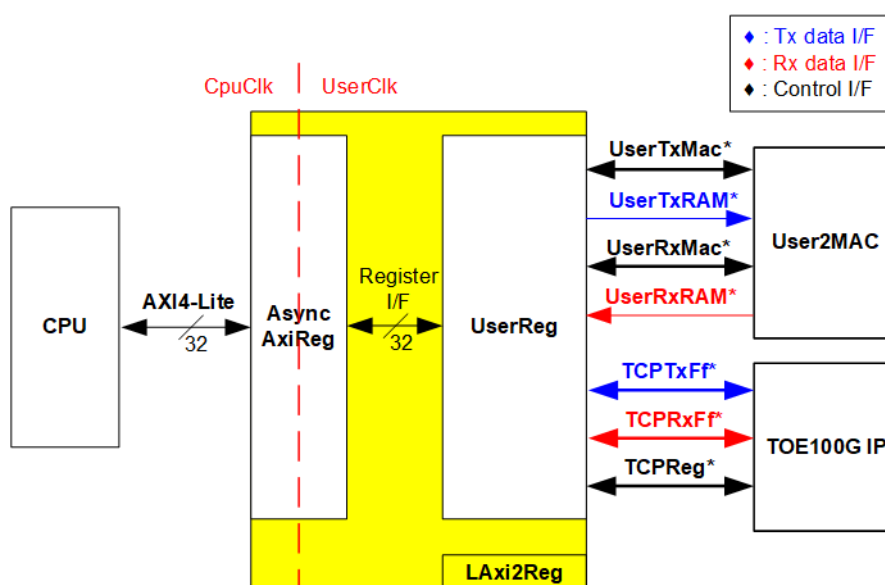 ♦ : Tx data I/F
♦ : Rx data I/F
♦ : Control I/F
CpuClk
UserClk
CPU
AXI4-Lite
32
Async
AxiReg
Register
I/F
32
UserReg
LAxi2Reg
UserTxMac*
UserTxRAM*
UserRxMac*
UserRxRAM*
User2MAC
TCPTxFf*
TCPRxFf*
TCPReg*
TOE100G IP